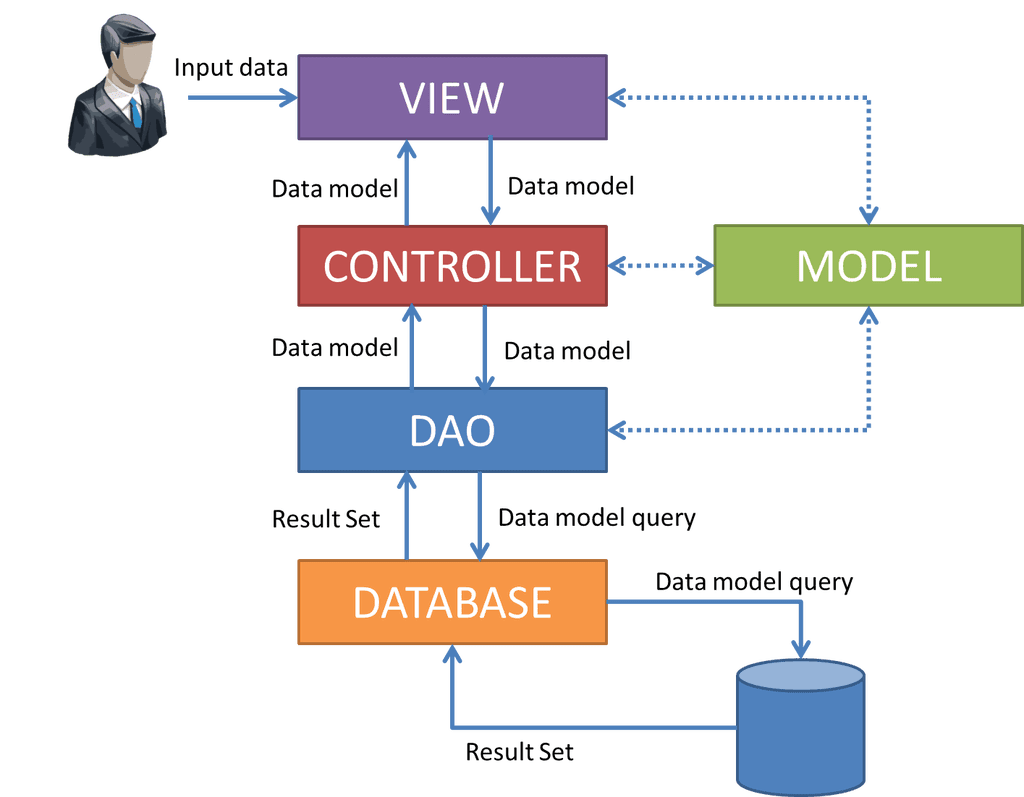 Input data
VIEW
Data model
Data model
CONTROLLER
MODEL
Data model
Data model
DAO
Result Set
Data model query
DATABASE
Data model query
Result Set